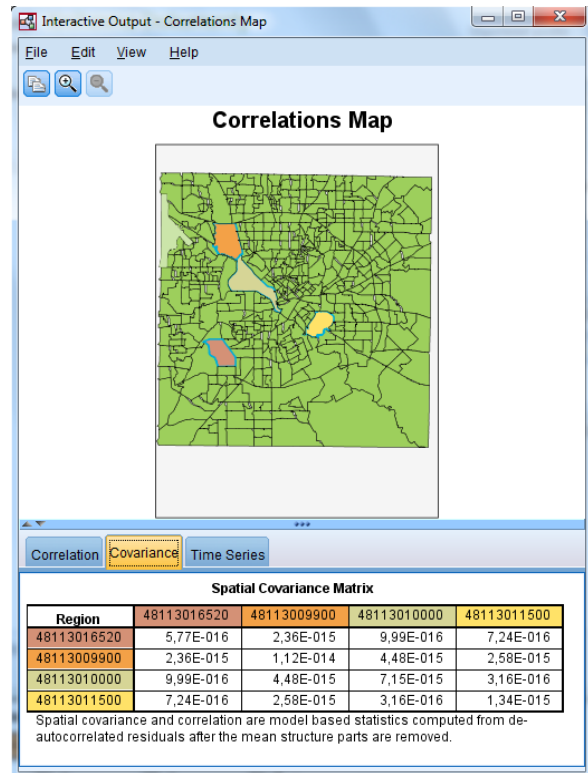 Interactive Output - Correlations Map
File Edit View Help
Correlations Map
Correlation Covariance Time Series
Spatial Covariance Matrix
Region 48113016520 48113009900 48113010000 48113011500
48113016520 5,77E-016 2,36E-015 9,99E-016 7,24E-016
48113009900 2,36E-015 1,12E-014 4,48E-015 2,58E-015
48113010000 9,99E-016 4,48E-015 7,15E-015 3,16E-016
48113011500 7,24E-016 2,58E-015 3,16E-016 1,34E-015
Spatial covariance and correlation are model based statistics computed from de-
autocorrelated residuals after the mean structure parts are removed.